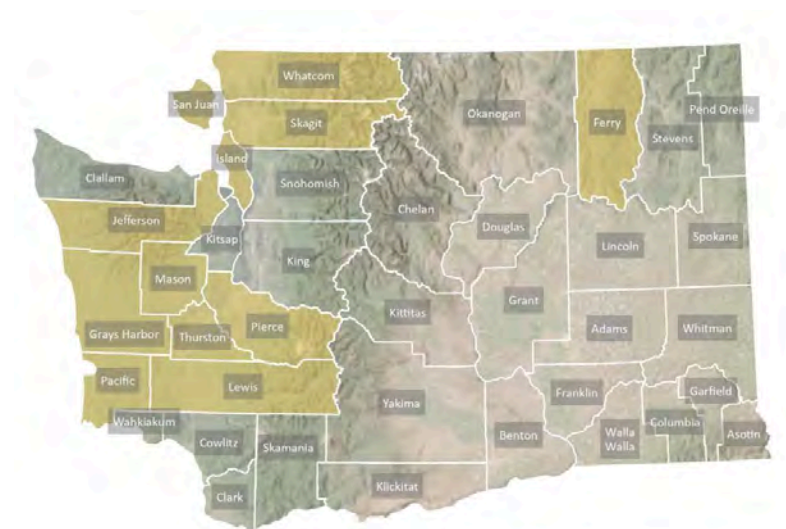 Whatcom
San Juan
Skagit
Okanogan
Ferry
Pend Oreille
Stevens
Island
Clallam
Snohomish
Jefferson
Chelan
Douglas
Kitsap
Lincoln
Spokane
King
Mason
Grant
Kittitas
Grays Harbor
Thurston
Pierce
Adams
Whitman
Pacific
Lewis
Yakima
Franklin
Garfield
Wahkiakum
Cowlitz
Skamania
Benton
Walla
Walla
Columbia
Asotin
Clark
Klickitat